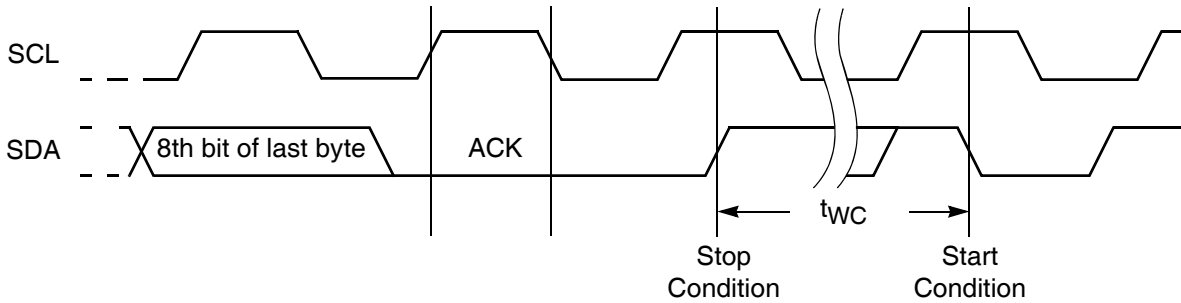 SCL
SDA
8th bit of last byte
ACK
tWC
Stop
Condition
Start
Condition